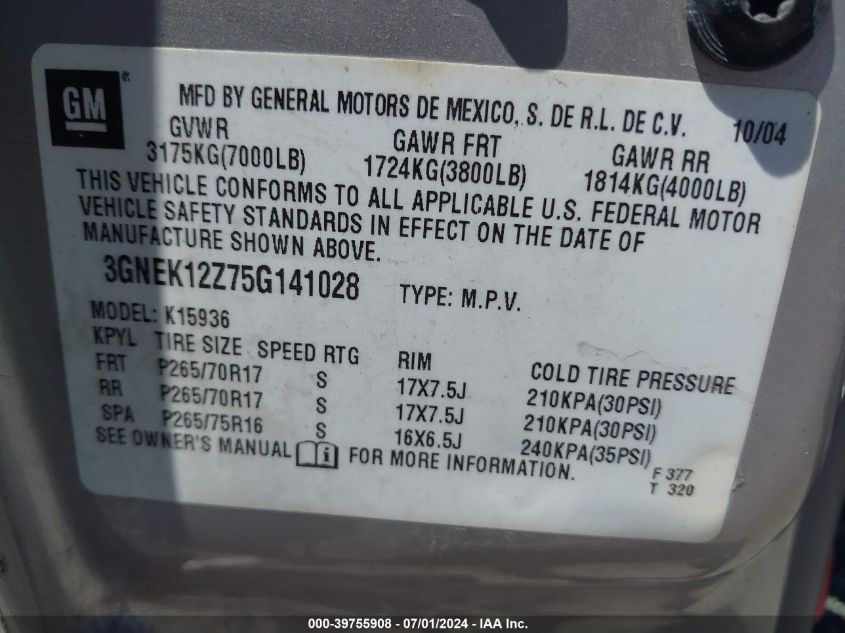 GM
®
MFD BY GENERAL MOTORS DE MEXICO, S. DE R.L. DE C.V. 10/04
GVWR GAWR FRT GAWR RR
3175KG(7000LB) 1724KG(3800LB) 1814KG(4000LB)
THIS VEHICLE CONFORMS TO ALL APPLICABLE U.S. FEDERAL MOTOR
VEHICLE SAFETY STANDARDS IN EFFECT ON THE DATE OF
MANUFACTURE SHOWN ABOVE.
3GNEK12Z75G141028 TYPE: M.P.V.
MODEL: K15936
KPYL TIRE SIZE SPEED RTG RIM COLD TIRE PRESSURE
FRT P265/70R17 S 17X7.5J 210KPA(30PSI)
RR P265/70R17 S 17X7.5J 210KPA(30PSI)
SPA P265/75R16 S 16X6.5J 240KPA(35PSI)
SEE OWNER'S MANUAL i FOR MORE INFORMATION.
F 377
T 320
000-39755908 - 07/01/2024 - IAA Inc.